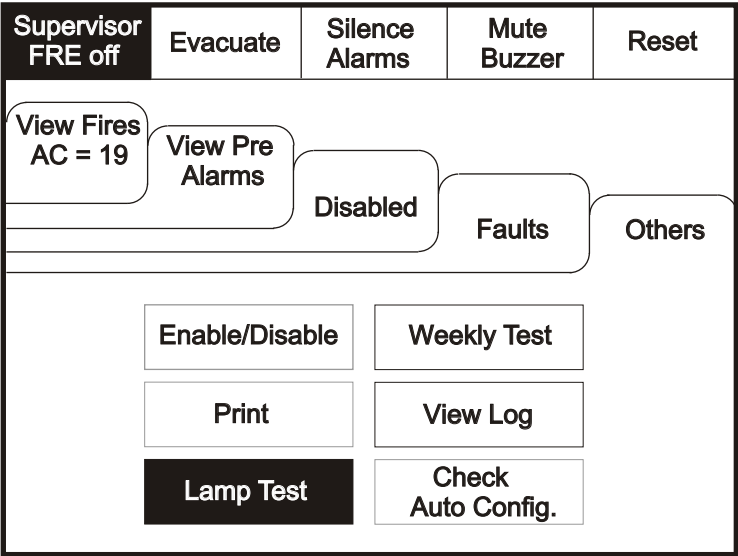 Supervisor
FRE off
Evacuate
Silence
Alarms
Mute
Buzzer
Reset
View Fires
AC = 19
View Pre
Alarms
Disabled
Faults
Others
Enable/Disable
Weekly Test
Print
View Log
Lamp Test
Check
Auto Config.